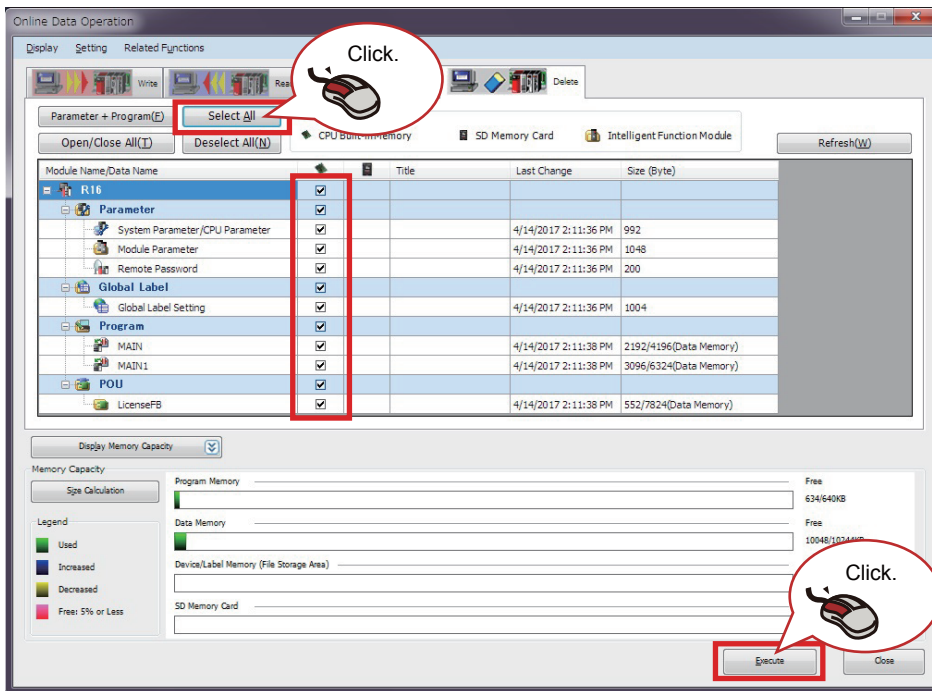 Online Data Operation
Display Setting Related Functions
Click.
Write Rea Delete
Parameter + Program(F) Select All
Open/Close All(T) Deselect All(N) CPU Built-in Memory SD Memory Card Intelligent Function Module Refresh(W)
Module Name/Data Name Title Last Change Size (Byte)
R16
Parameter
System Parameter/CPU Parameter 4/14/2017 2:11:36 PM 992
Module Parameter 4/14/2017 2:11:36 PM 1048
Remote Password 4/14/2017 2:11:36 PM 200
Global Label
Global Label Setting 4/14/2017 2:11:36 PM 1004
Program
MAIN 4/14/2017 2:11:38 PM 2192/4196(Data Memory)
MAIN1 4/14/2017 2:11:38 PM 3096/6324(Data Memory)
POU
LicenseFB 4/14/2017 2:11:38 PM 552/7824(Data Memory)
Display Memory Capacity
Memory Capacity
Size Calculation
Program Memory Free
634/640KB
Legend
Data Memory Free
Used 10048/10244KB
Increased
Device/Label Memory (File Storage Area)
Click.
Decreased
Free: 5% or Less
SD Memory Card
Execute Close